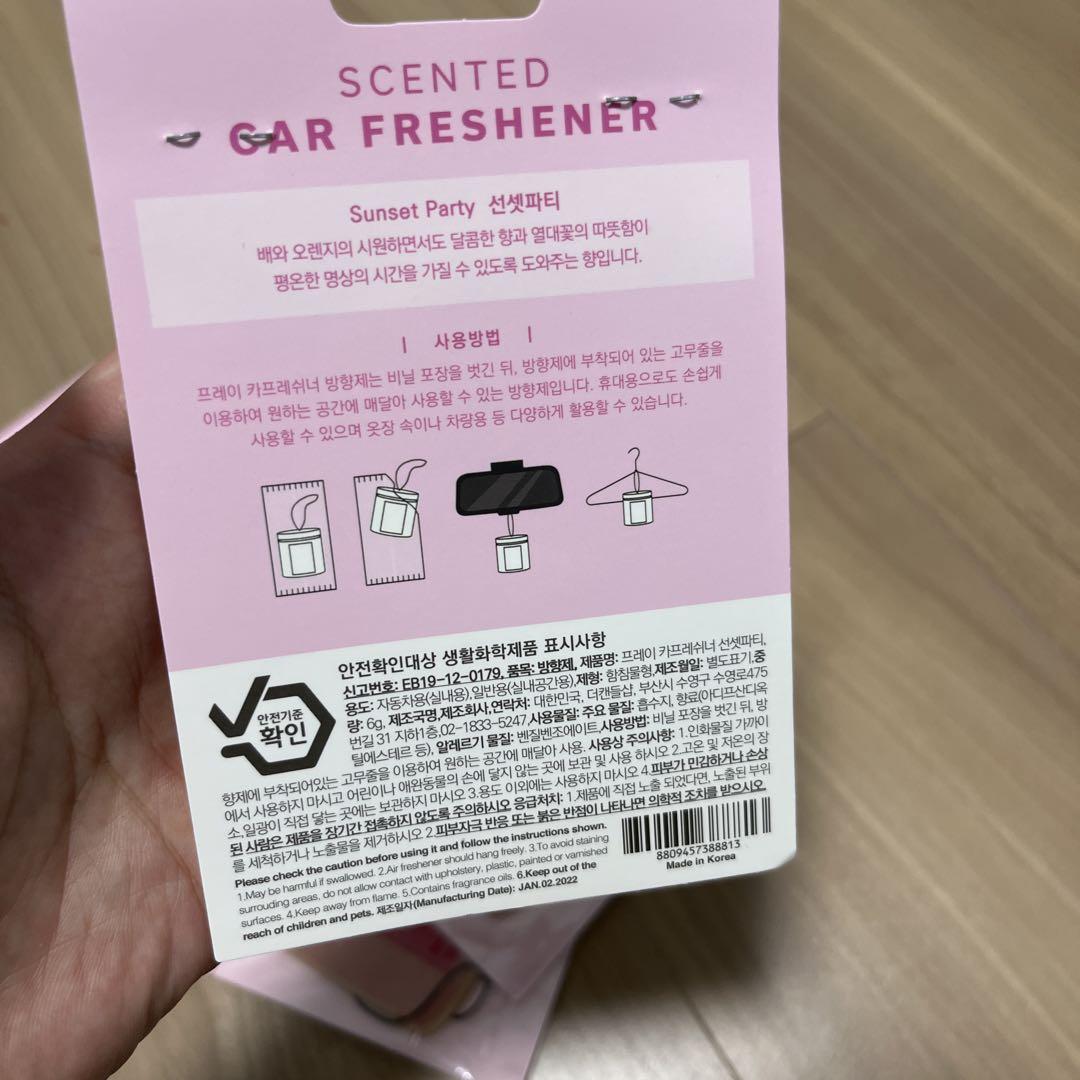 SCENTED
CAR FRESHENER
Sunset Party 선셋파티
배와 오렌지의 시원하면서도 달콤한 향과 열대꽃의 따뜻함이
평온한 명상의 시간을 가질 수 있도록 도와주는 향입니다.
| 사용방법 |
프레이 카프레쉬너 방향제는 비닐 포장을 벗긴 뒤, 방향제에 부착되어 있는 고무줄을
이용하여 원하는 공간에 매달아 사용할 수 있는 방향제입니다. 휴대용으로도 손쉽게
사용할 수 있으며 옷장 속이나 차량용 등 다양하게 활용할 수 있습니다.
안전기준
확인
안전확인대상 생활화학제품 표시사항
신고번호: EB19-12-0179, 품목: 방향제, 제품명: 프레이 카프레쉬너 선셋파티,
용도: 자동차용(실내용),일반용(실내공간용),제형: 함침물형,제조월일: 별도표기,중
량: 6g, 제조국명,제조회사,연락처: 대한민국, 더캔들샵, 부산시 수영구 수영로475
번길 31 지하1층,02-1833-5247,사용물질: 주요 물질: 흡수지, 향료(아디프산디옥
틸에스테르 등), 알레르기 물질: 벤질벤조에이트,사용방법: 비닐 포장을 벗긴 뒤, 방
향제에 부착되어있는 고무줄을 이용하여 원하는 공간에 매달아 사용. 사용상 주의사항: 1.인화물질 가까이
에서 사용하지 마시고 어린이나 애완동물의 손에 닿지 않는 곳에 보관 및 사용 하시오 2.고온 및 저온의 장
소, 일광이 직접 닿는 곳에는 보관하지 마시오 3.용도 이외에는 사용하지 마시오 4.피부가 민감하거나 손상
된 사람은 제품을 장기간 접촉하지 않도록 주의하시오 응급처치: 1.제품에 직접 노출 되었다면, 노출된 부위
를 세척하거나 노출물을 제거하시오 2.피부자극 반응 또는 붉은 반점이 나타나면 의학적 조치를 받으시오.
Please check the caution before using it and follow the instructions shown.
1.May be harmful if swallowed. 2.Air freshener should hang freely. 3.To avoid staining
surrouding areas, do not allow contact with upholstery, plastic, painted or varnished
surfaces. 4.Keep away from flame. 5.Contains fragrance oils. 6.Keep out of the
reach of children and pets. 제조일자(Manufacturing Date): JAN.02.2022
8809457388813
Made in Korea